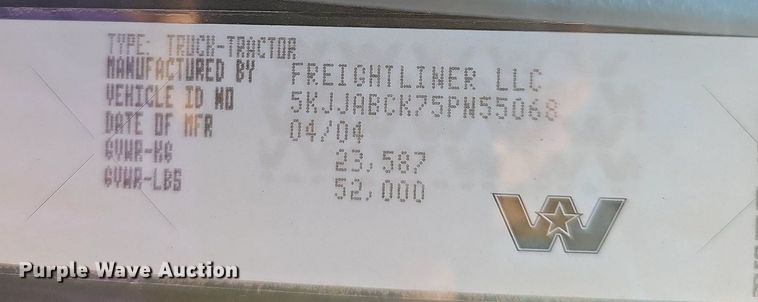 TYPE: TRUCK-TRACTOR
MANUFACTURED BY FREIGHTLINER LLC
VEHICLE ID NO 5KJJABCK75PN55068
DATE OF MFR 04/04
GVWR-KG 23,587
GVWR-LBS 52,000
Purple Wave Auction